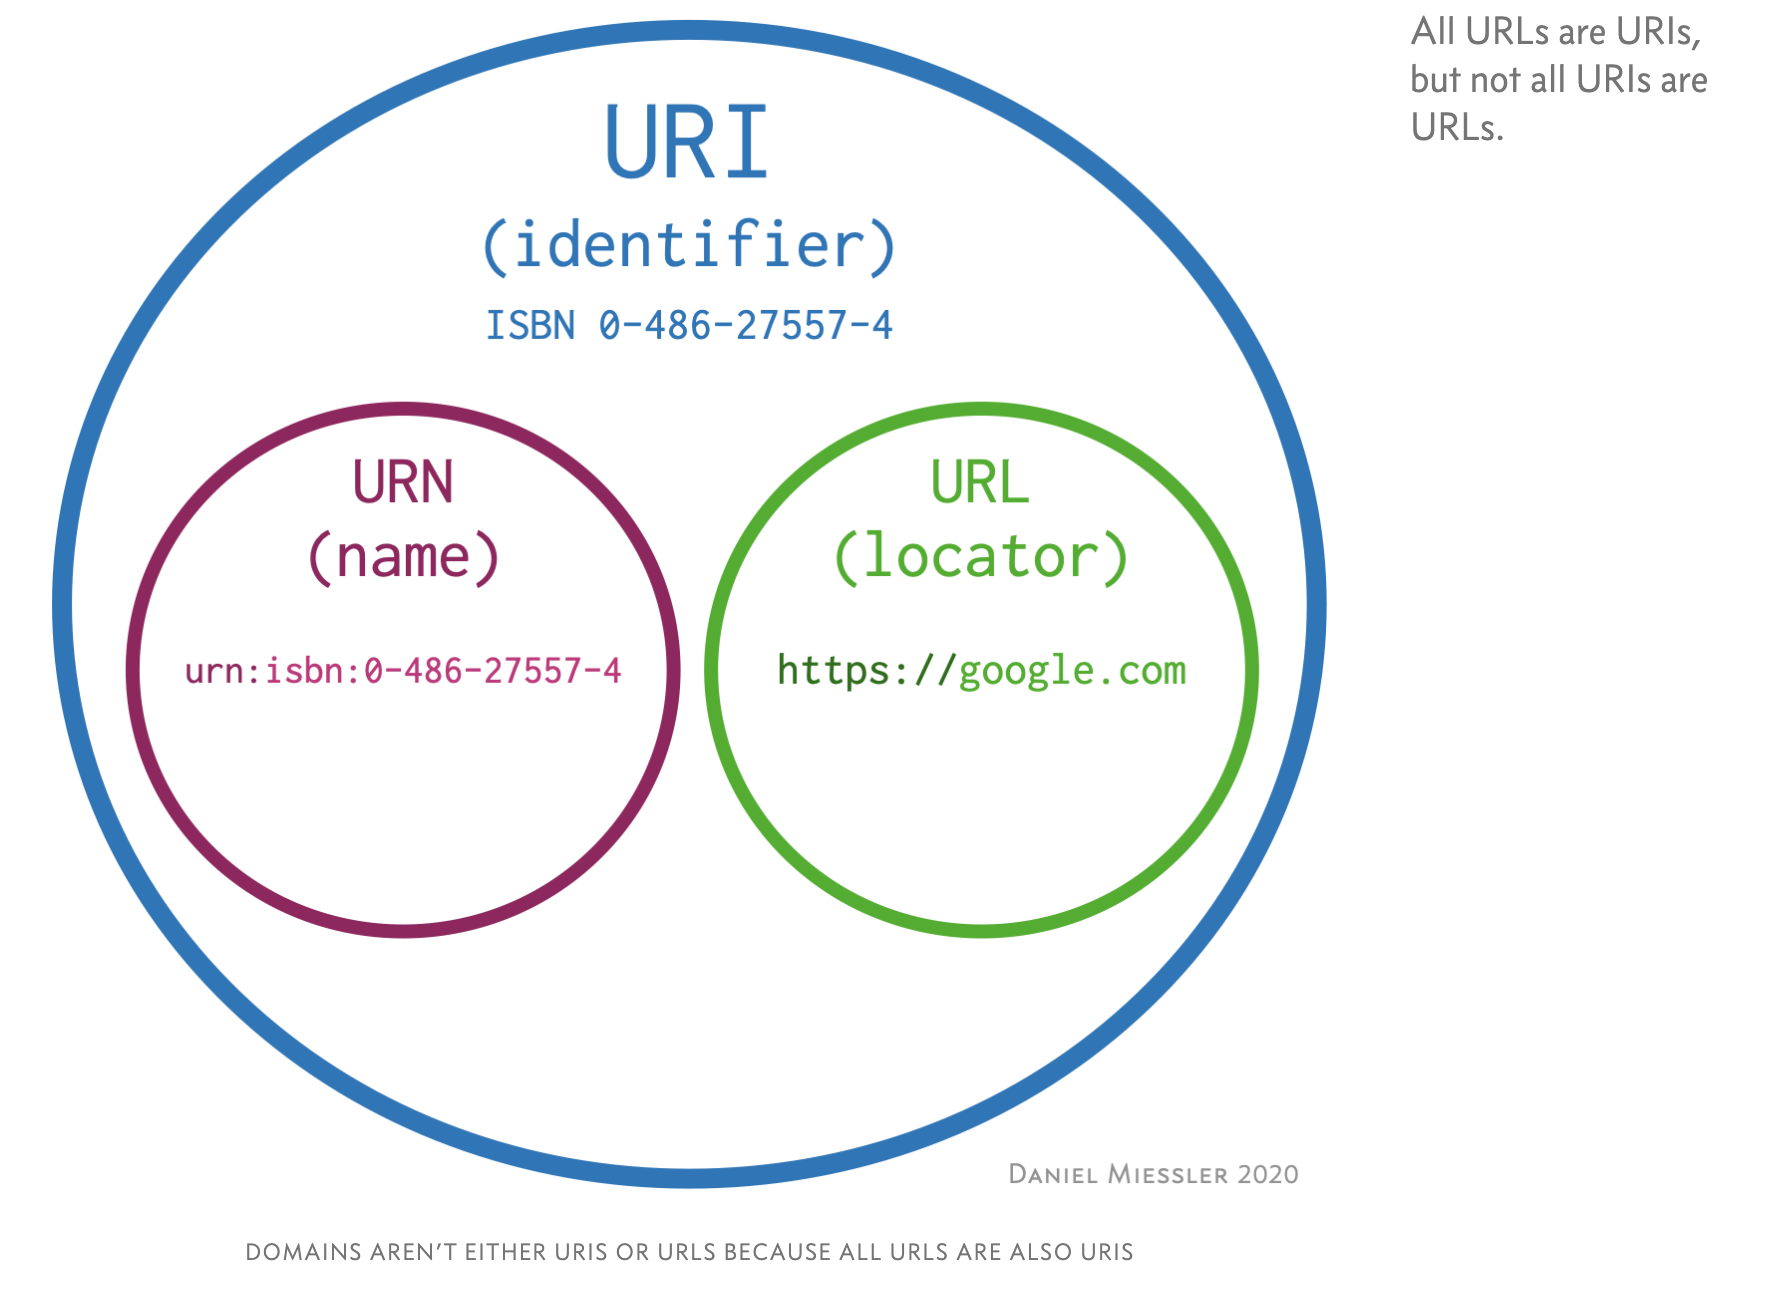 All URLs are URIs,
but not all URIs are
URLs.
URI
(identifier)
ISBN 0-486-27557-4
URN
(name)
urn:isbn:0-486-27557-4
URL
(locator)
https://google.com
DANIEL MIESSLER 2020
DOMAINS AREN’T EITHER URIS OR URLS BECAUSE ALL URLS ARE ALSO URIS